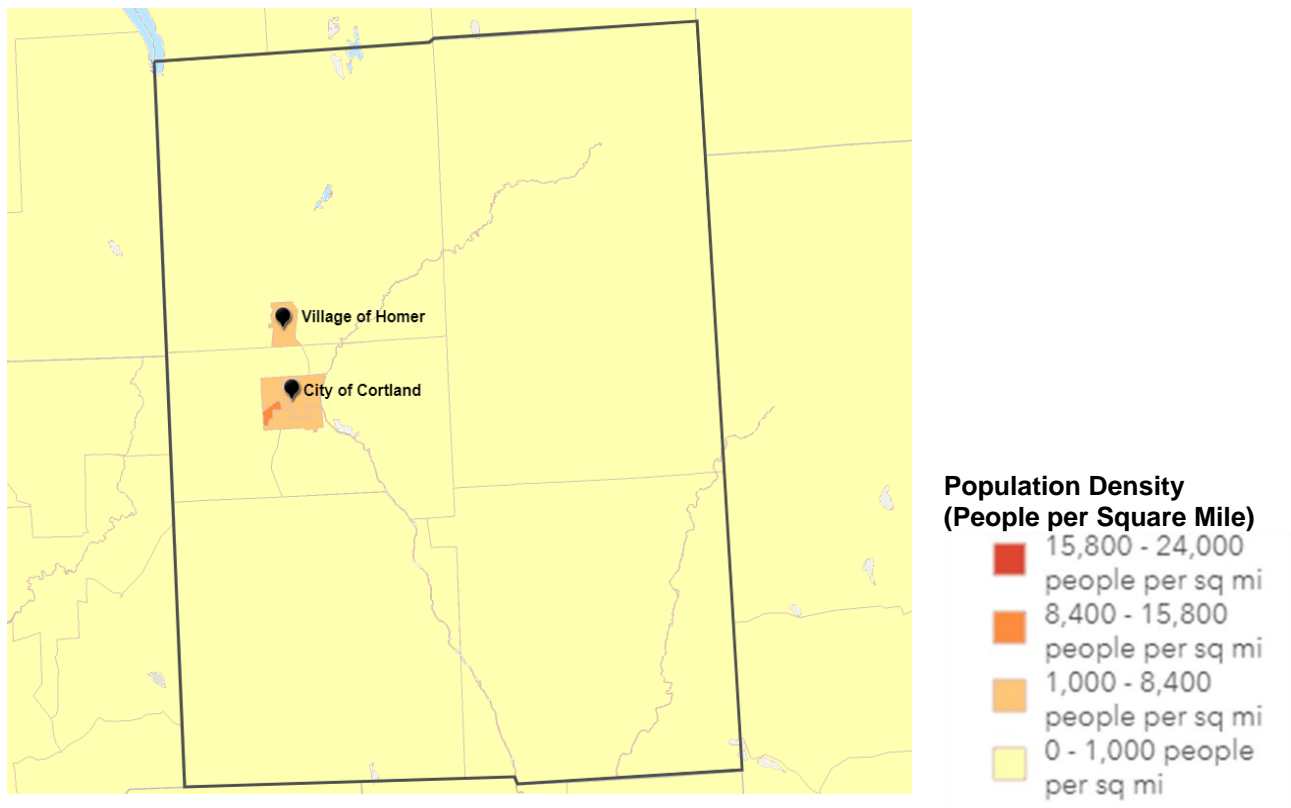 Village of Homer
City of Cortland
Population Density
(People per Square Mile)
15,800 - 24,000
people per sq mi
8,400 - 15,800
people per sq mi
1,000 - 8,400
people per sq mi
0 - 1,000 people
per sq mi